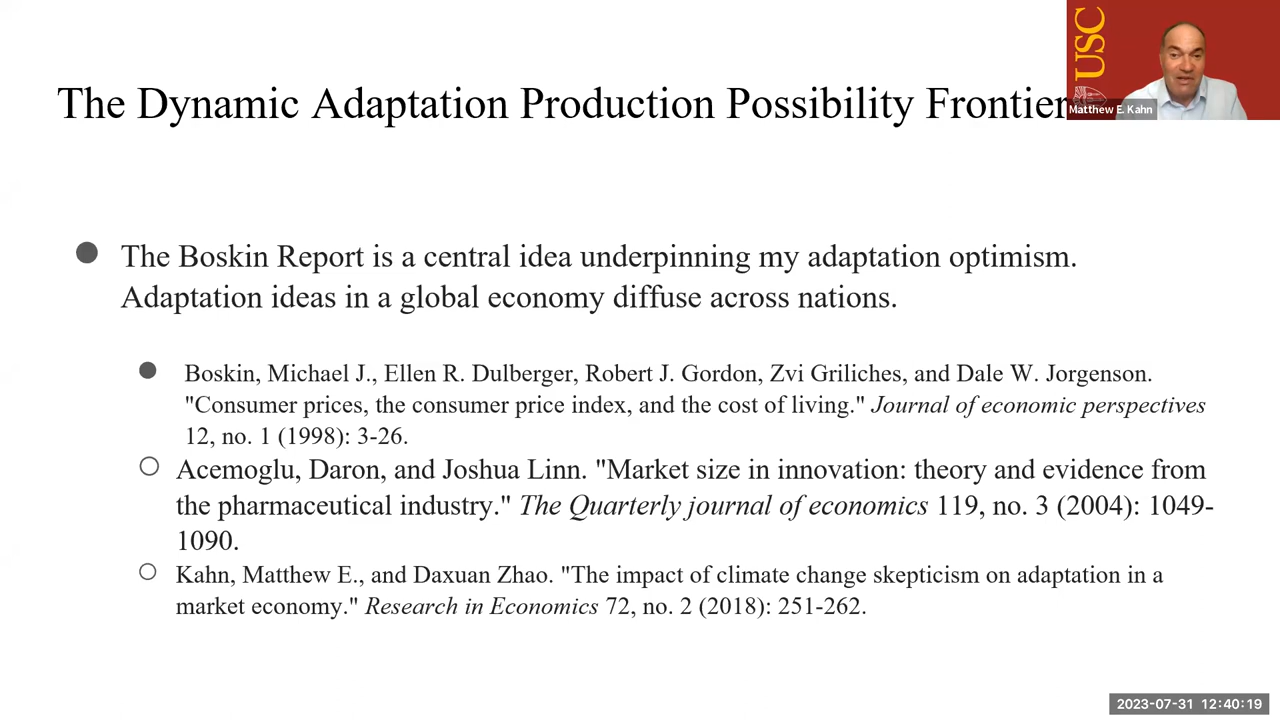 The Dynamic Adaptation Production Possibility Frontier
USC
Matthew E. Kahn
The Boskin Report is a central idea underpinning my adaptation optimism.
Adaptation ideas in a global economy diffuse across nations.
Boskin, Michael J., Ellen R. Dulberger, Robert J. Gordon, Zvi Griliches, and Dale W. Jorgenson.
"Consumer prices, the consumer price index, and the cost of living." Journal of economic perspectives
12, no. 1 (1998): 3-26.
Acemoglu, Daron, and Joshua Linn. "Market size in innovation: theory and evidence from
the pharmaceutical industry." The Quarterly journal of economics 119, no. 3 (2004): 1049-
1090.
Kahn, Matthew E., and Daxuan Zhao. "The impact of climate change skepticism on adaptation in a
market economy." Research in Economics 72, no. 2 (2018): 251-262.
2023-07-31 12:40:19